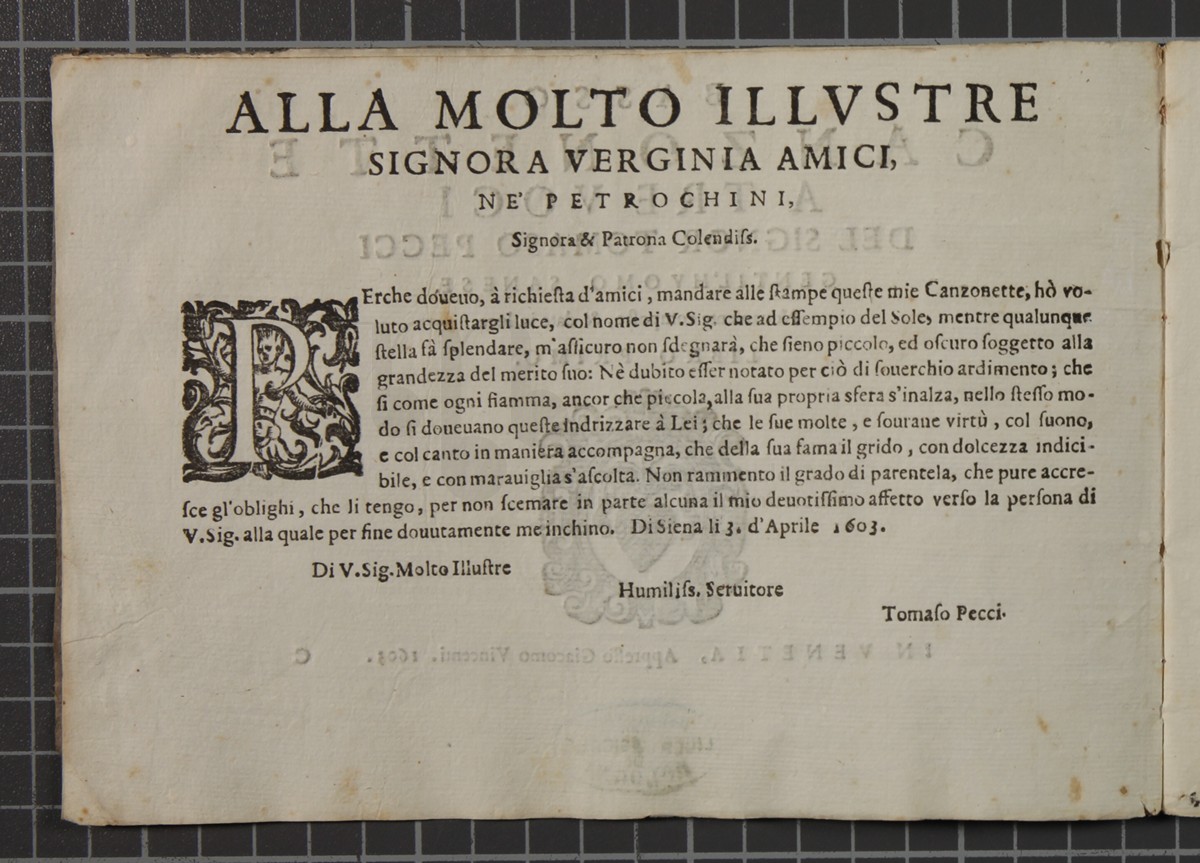 ALLA MOLTO ILLVSTRE
SIGNORA VERGINIA AMICI,
NE' PETROCHINI,
Signora & Patrona Colendiſs.
PErche doueuo, à richieſta d'amici, mandare alle ſtampe queſte mie Canzonette, hò vo-
luto acquiſtargli luce, col nome di V.Sig. che ad eſſempio del Sole, mentre qualunque
ſtella fà ſplendare, m'aſſicuro non ſdegnarà, che ſieno piccolo, ed oſcuro ſoggetto alla
grandezza del merito ſuo: Nè dubito eſſer notato per ciò di ſouerchio ardimento; che
ſi come ogni fiamma, ancor che piccola, alla ſua propria sfera s'inalza, nello ſteſſo mo-
do ſi doueuano queſte indrizzare à Lei; che le ſue molte, e ſourane virtù, col ſuono,
e col canto in maniera accompagna, che della ſua fama il grido, con dolcezza indici-
bile, e con marauiglia s'aſcolta. Non rammento il grado di parentela, che pure accre-
ſce gl'oblighi, che li tengo, per non ſcemare in parte alcuna il mio deuotiſſimo affetto verſo la perſona di
V.Sig. alla quale per fine douutamente me inchino. Di Siena li 3. d'Aprile 1603.
Di V.Sig. Molto Illuſtre
Humiliſs. Seruitore
Tomaſo Pecci.